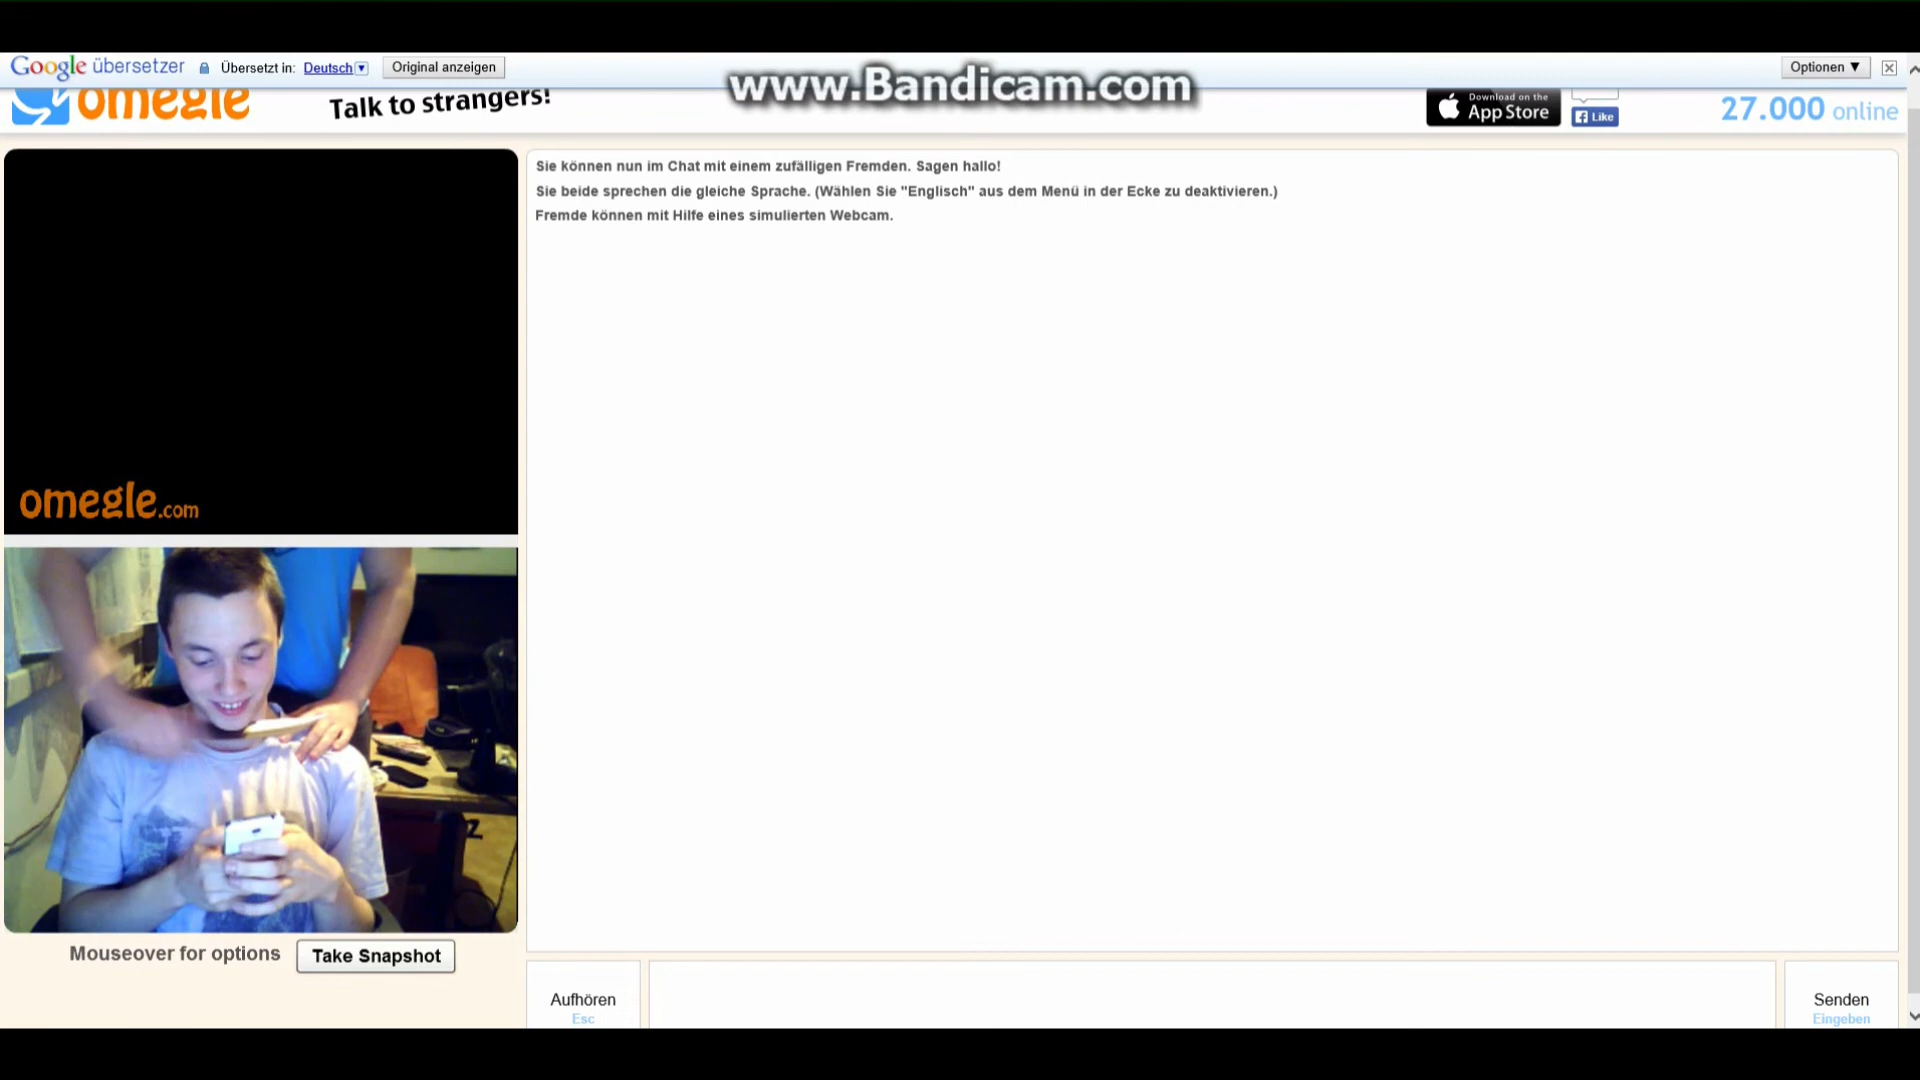 www.Bandicam.com
Google übersetzer Übersetzt in: Deutsch Original anzeigen Optionen
omegle Talk to strangers! Download on the App Store Like 27.000 online
Sie können nun im Chat mit einem zufälligen Fremden. Sagen hallo!
Sie beide sprechen die gleiche Sprache. (Wählen Sie "Englisch" aus dem Menü in der Ecke zu deaktivieren.)
Fremde können mit Hilfe eines simulierten Webcam.
omegle.com
Mouseover for options Take Snapshot
Aufhören
Esc
Senden
Eingeben